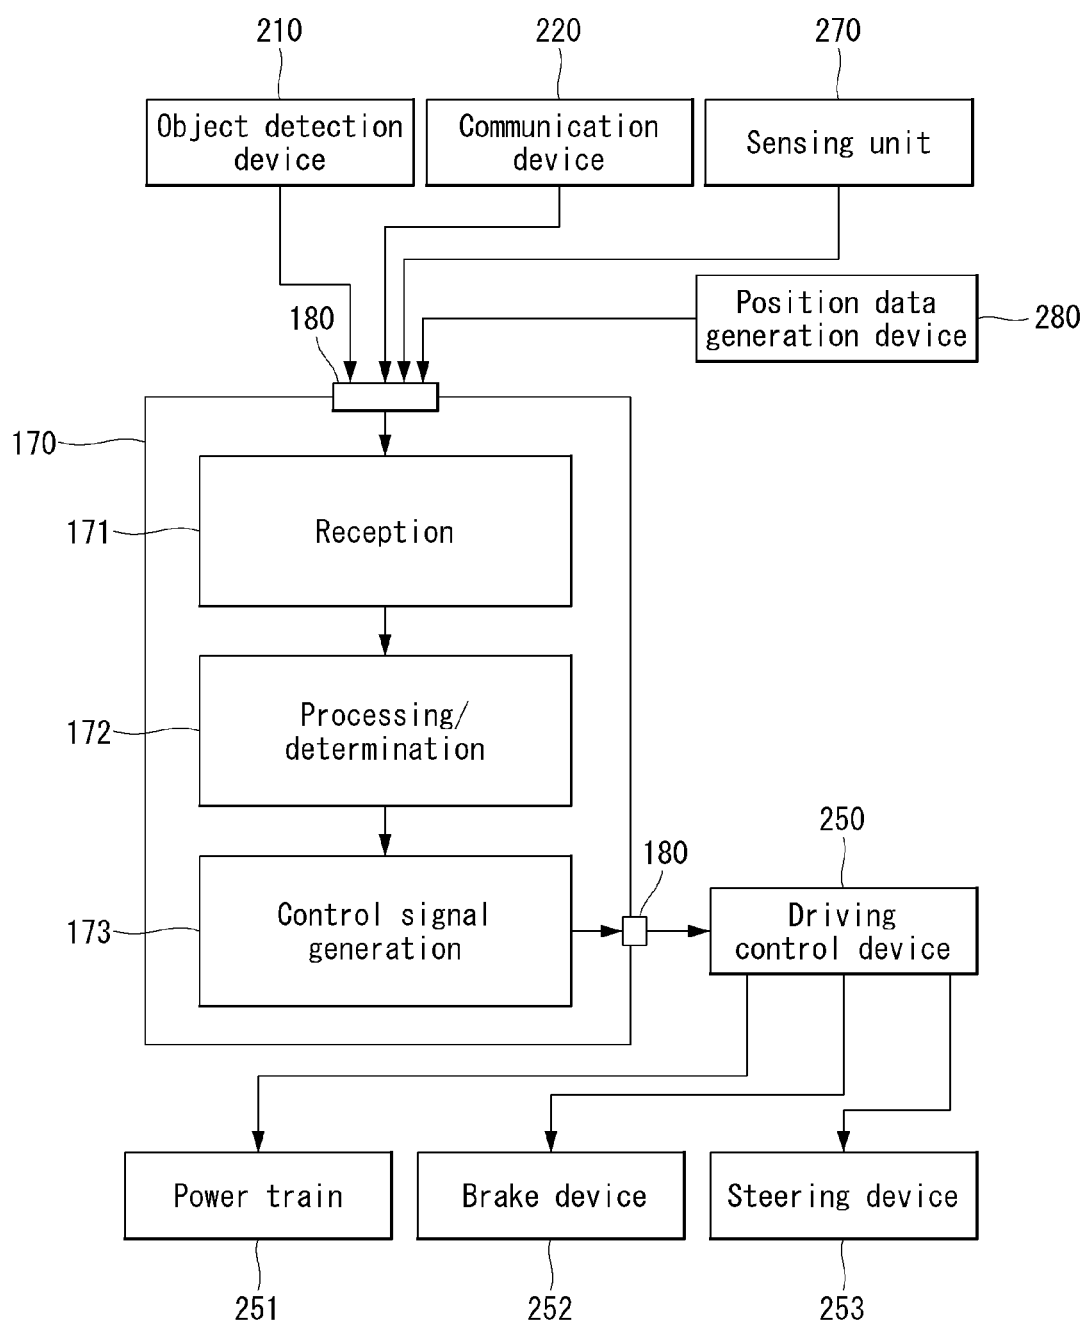 210
220
270
Object detection
device
Communication
device
Sensing unit
180
Position data
generation device
280
170
171
Reception
172
Processing/
determination
250
180
173
Control signal
generation
Driving
control device
Power train
Brake device
Steering device
251
252
253